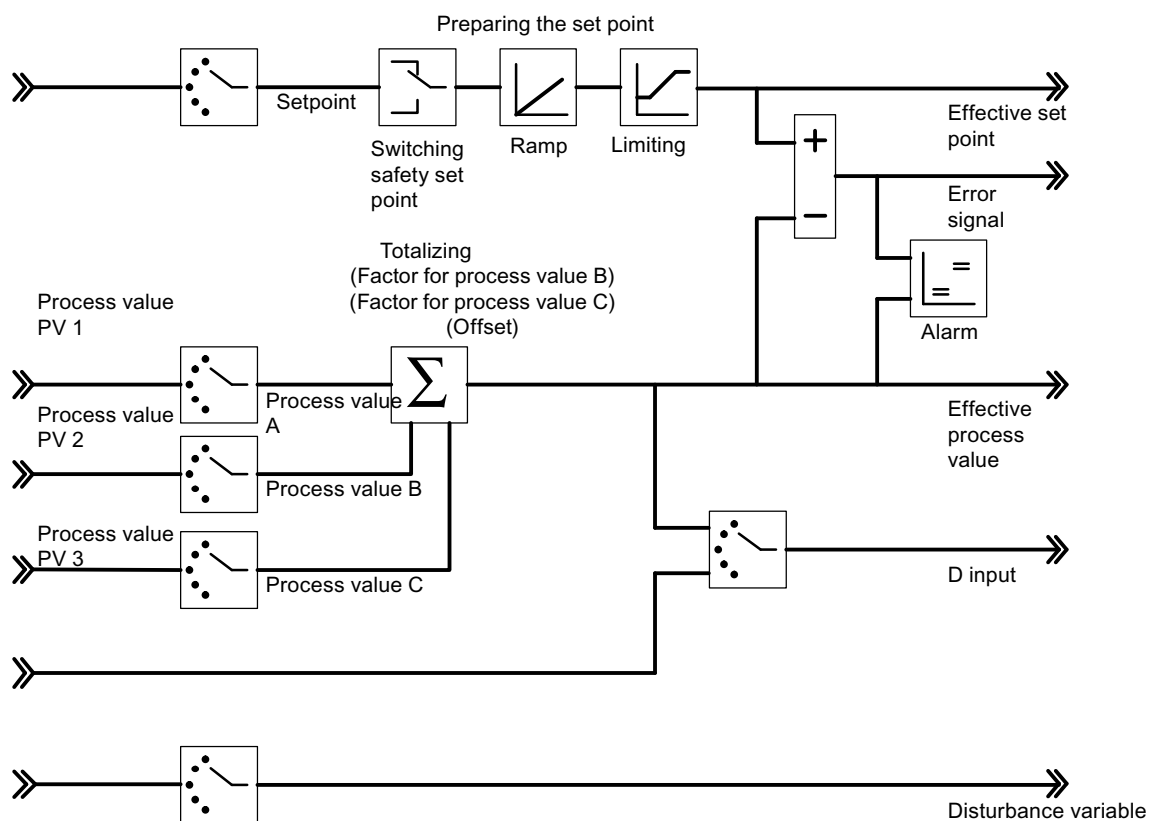 Preparing the set point
Setpoint
Switching
safety set
point
Ramp
Limiting
+
−
Effective set
point
Error
signal
Alarm
Totalizing
(Factor for process value B)
(Factor for process value C)
(Offset)
Σ
Process value
PV 1
Process value
A
Effective
process
value
Process value
PV 2
Process value B
Process value
PV 3
Process value C
D input
Disturbance variable